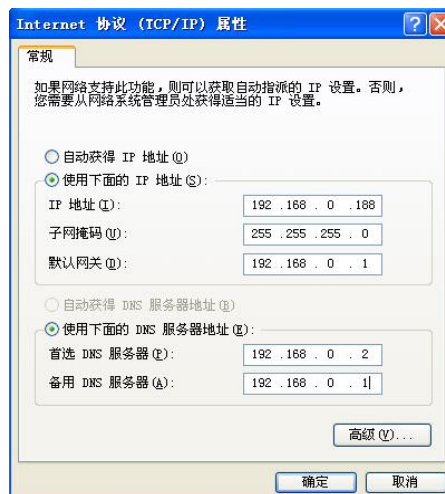 Internet 协议 (TCP/IP) 属性
常规
如果网络支持此功能，则可以获取自动指派的 IP 设置。否则，
您需要从网络系统管理员处获得适当的 IP 设置。
自动获得 IP 地址(O)
使用下面的 IP 地址(S):
IP 地址(I): 192 .168 . 0 .188
子网掩码(U): 255 .255 .255 . 0
默认网关(D): 192 .168 . 0 . 1
自动获得 DNS 服务器地址(B)
使用下面的 DNS 服务器地址(E):
首选 DNS 服务器(P): 192 .168 . 0 . 2
备用 DNS 服务器(A): 192 .168 . 0 . 1
高级(V)...
确定 取消